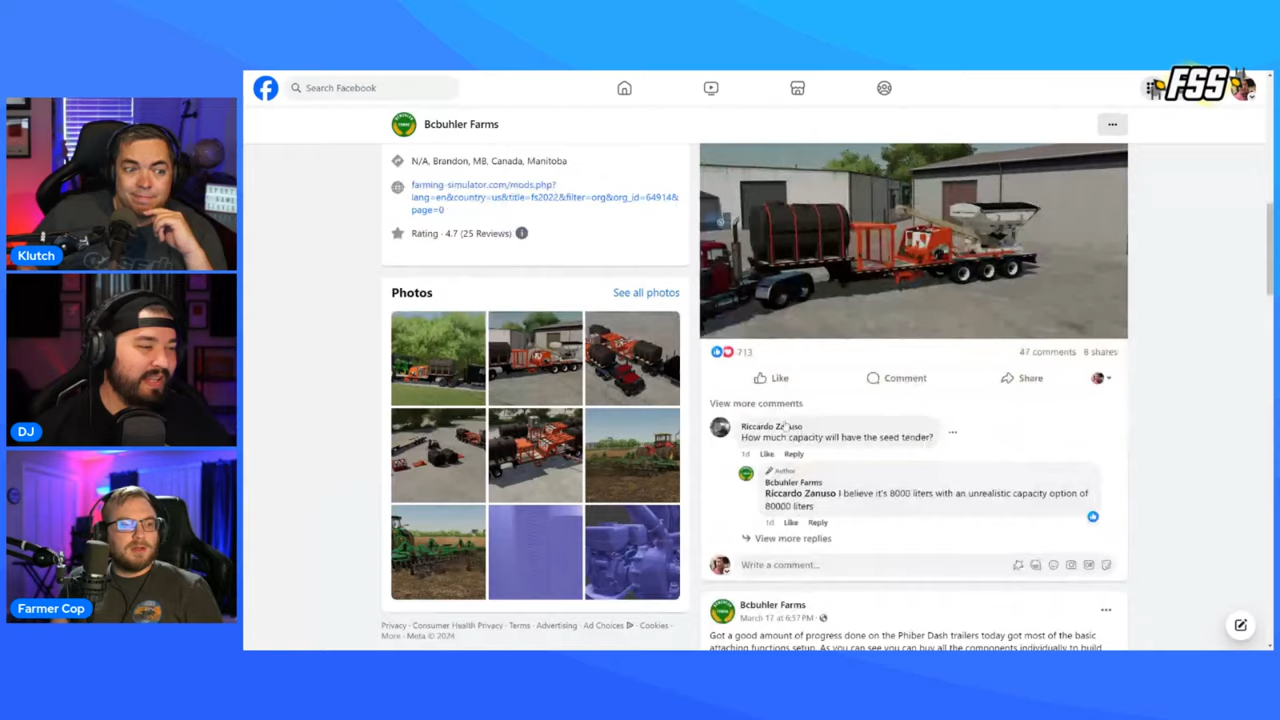 Search Facebook
FSS
Bcbuhler Farms
N/A, Brandon, MB, Canada, Manitoba
farming-simulator.com/mods.php?
lang=en&country=us&title=fs2022&filter=org&org_id=64914&
page=0
Rating · 4.7 (25 Reviews)
Photos
See all photos
Privacy · Consumer Health Privacy · Terms · Advertising · Ad Choices · Cookies ·
More · Meta © 2024
713
47 comments
8 shares
Like
Comment
Share
View more comments
Riccardo Zanuso
How much capacity will have the seed tender?
1d Like Reply
Author
Bcbuhler Farms
Riccardo Zanuso I believe it's 8000 liters with an unrealistic capacity option of
80000 liters
1d Like Reply
View more replies
Write a comment...
Bcbuhler Farms
March 17 at 6:37 PM ·
Got a good amount of progress done on the Phiber Dash trailers today got most of the basic
attaching functions setup. As you can see you can buy all the components individually to build
Klutch
DJ
Farmer Cop